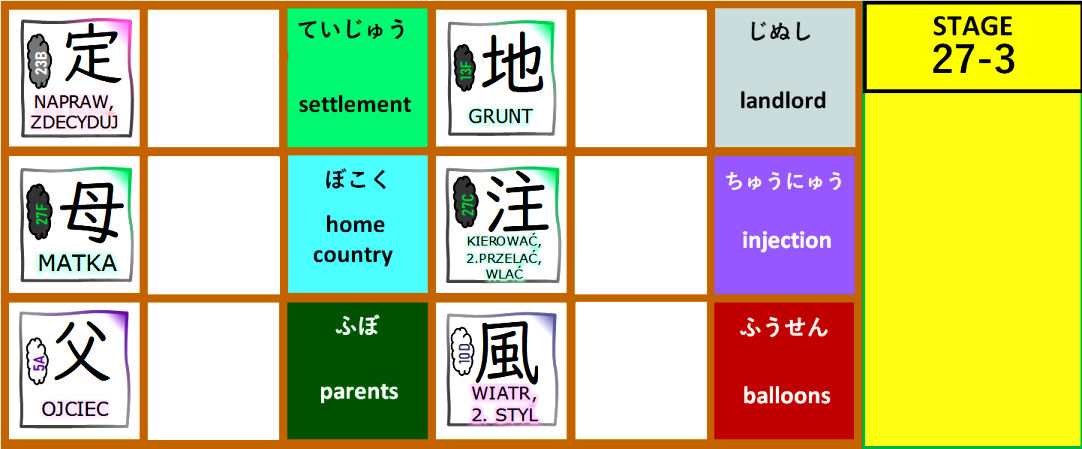 23B
定
NAPRAW,
ZDECYDUJ
ていじゅう
settlement
13F
地
GRUNT
じぬし
landlord
STAGE
27-3
27F
母
MATKA
ぼこく
home
country
27C
注
KIEROWAĆ,
2.PRZELAĆ,
WLAĆ
ちゅうにゅう
injection
5A
父
OJCIEC
ふぼ
parents
10D
風
WIATR,
2. STYL
ふうせん
balloons